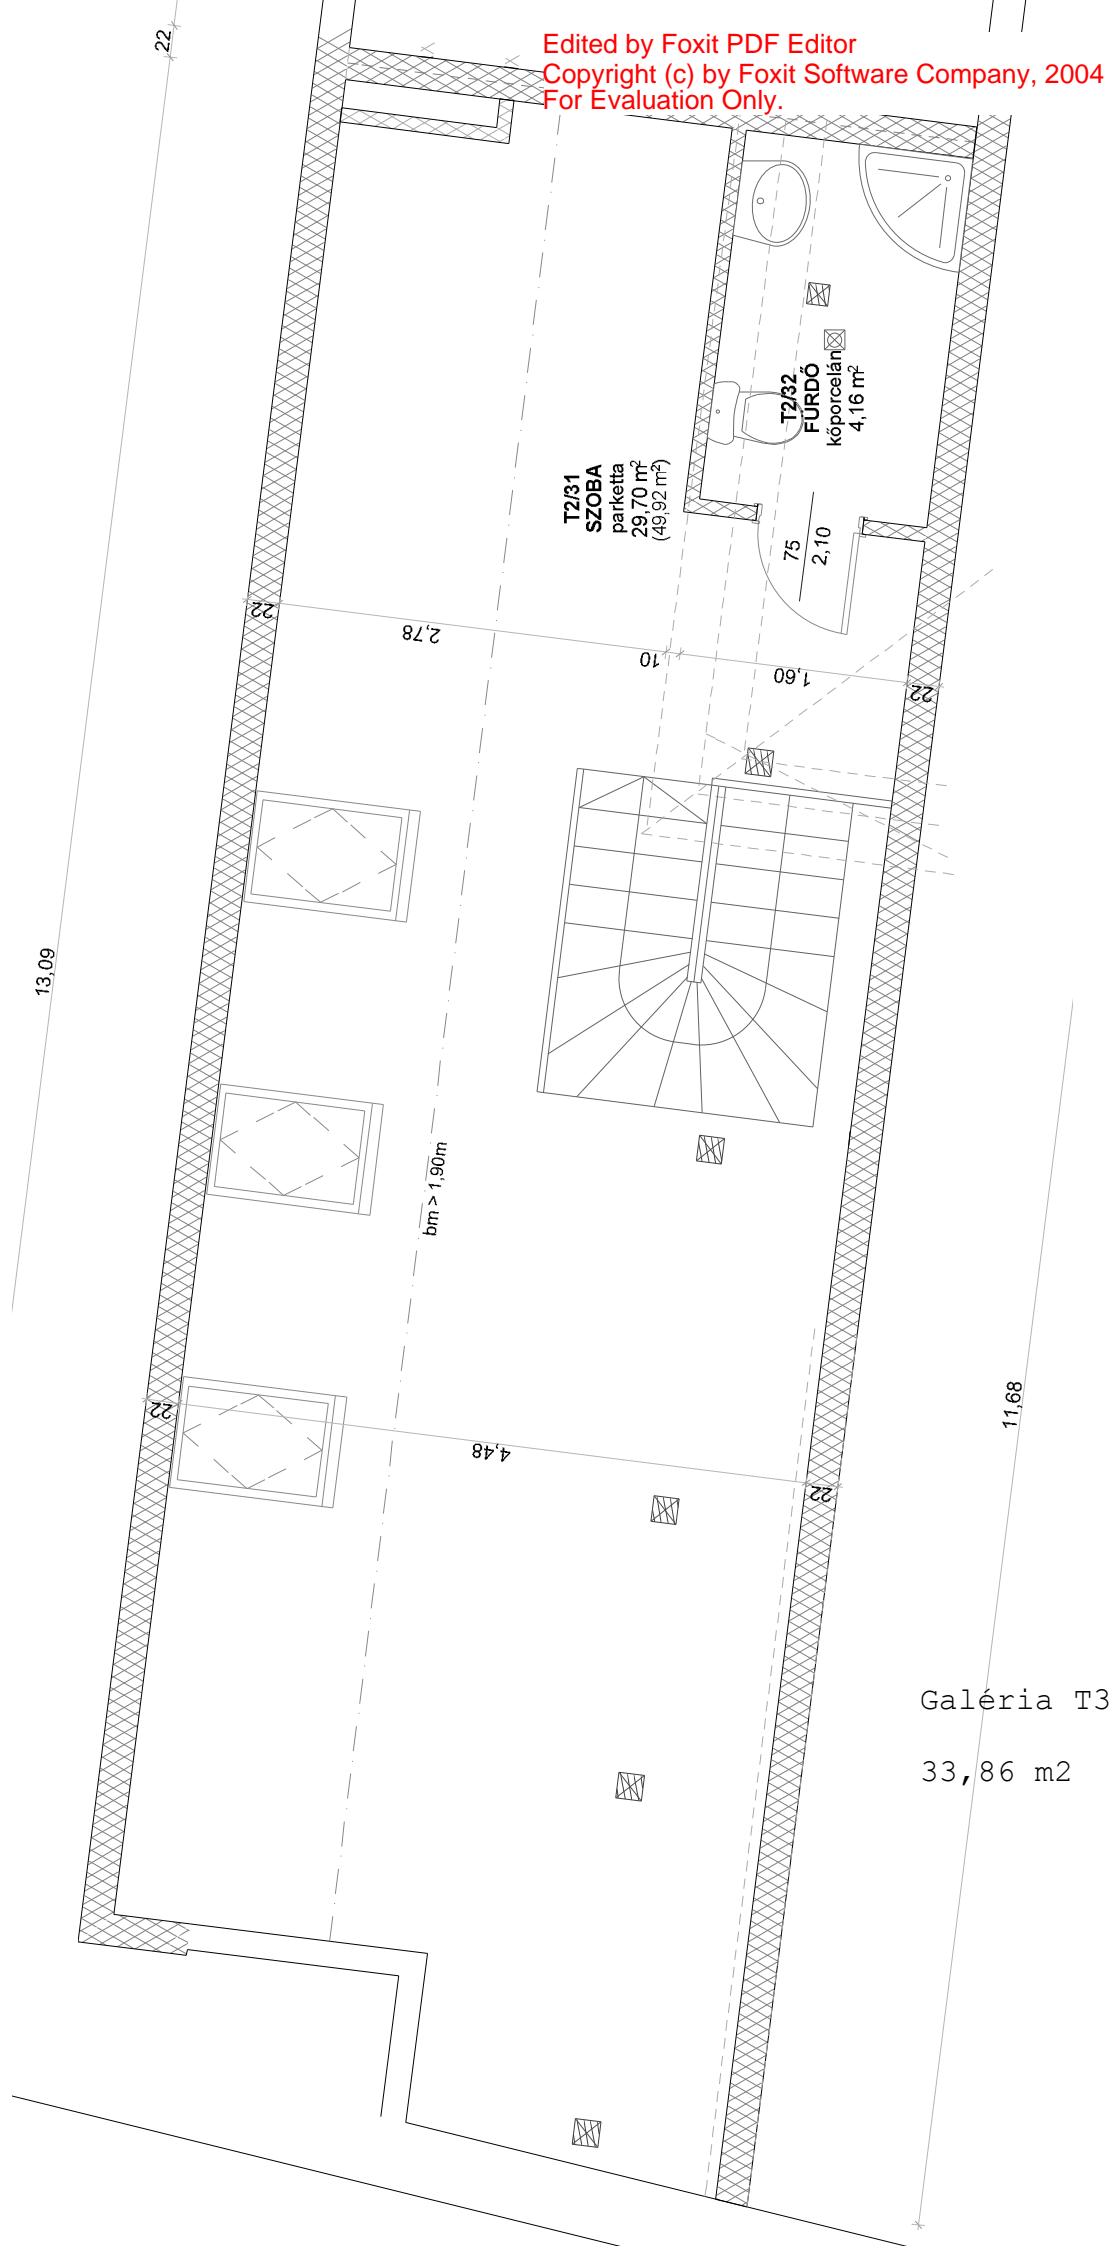 Edited by Foxit PDF Editor
Copyright (c) by Foxit Software Company, 2004
For Evaluation Only.
22
T2/32
FÜRDŐ
kőporcelán
4,16 m²
T2/31
SZOBA
parketta
29,70 m²
(49,92 m²)
75
2,10
22
2,78
10
1,60
22
13,09
bm > 1,90m
11,68
22
4,48
22
Galéria T3
33,86 m2